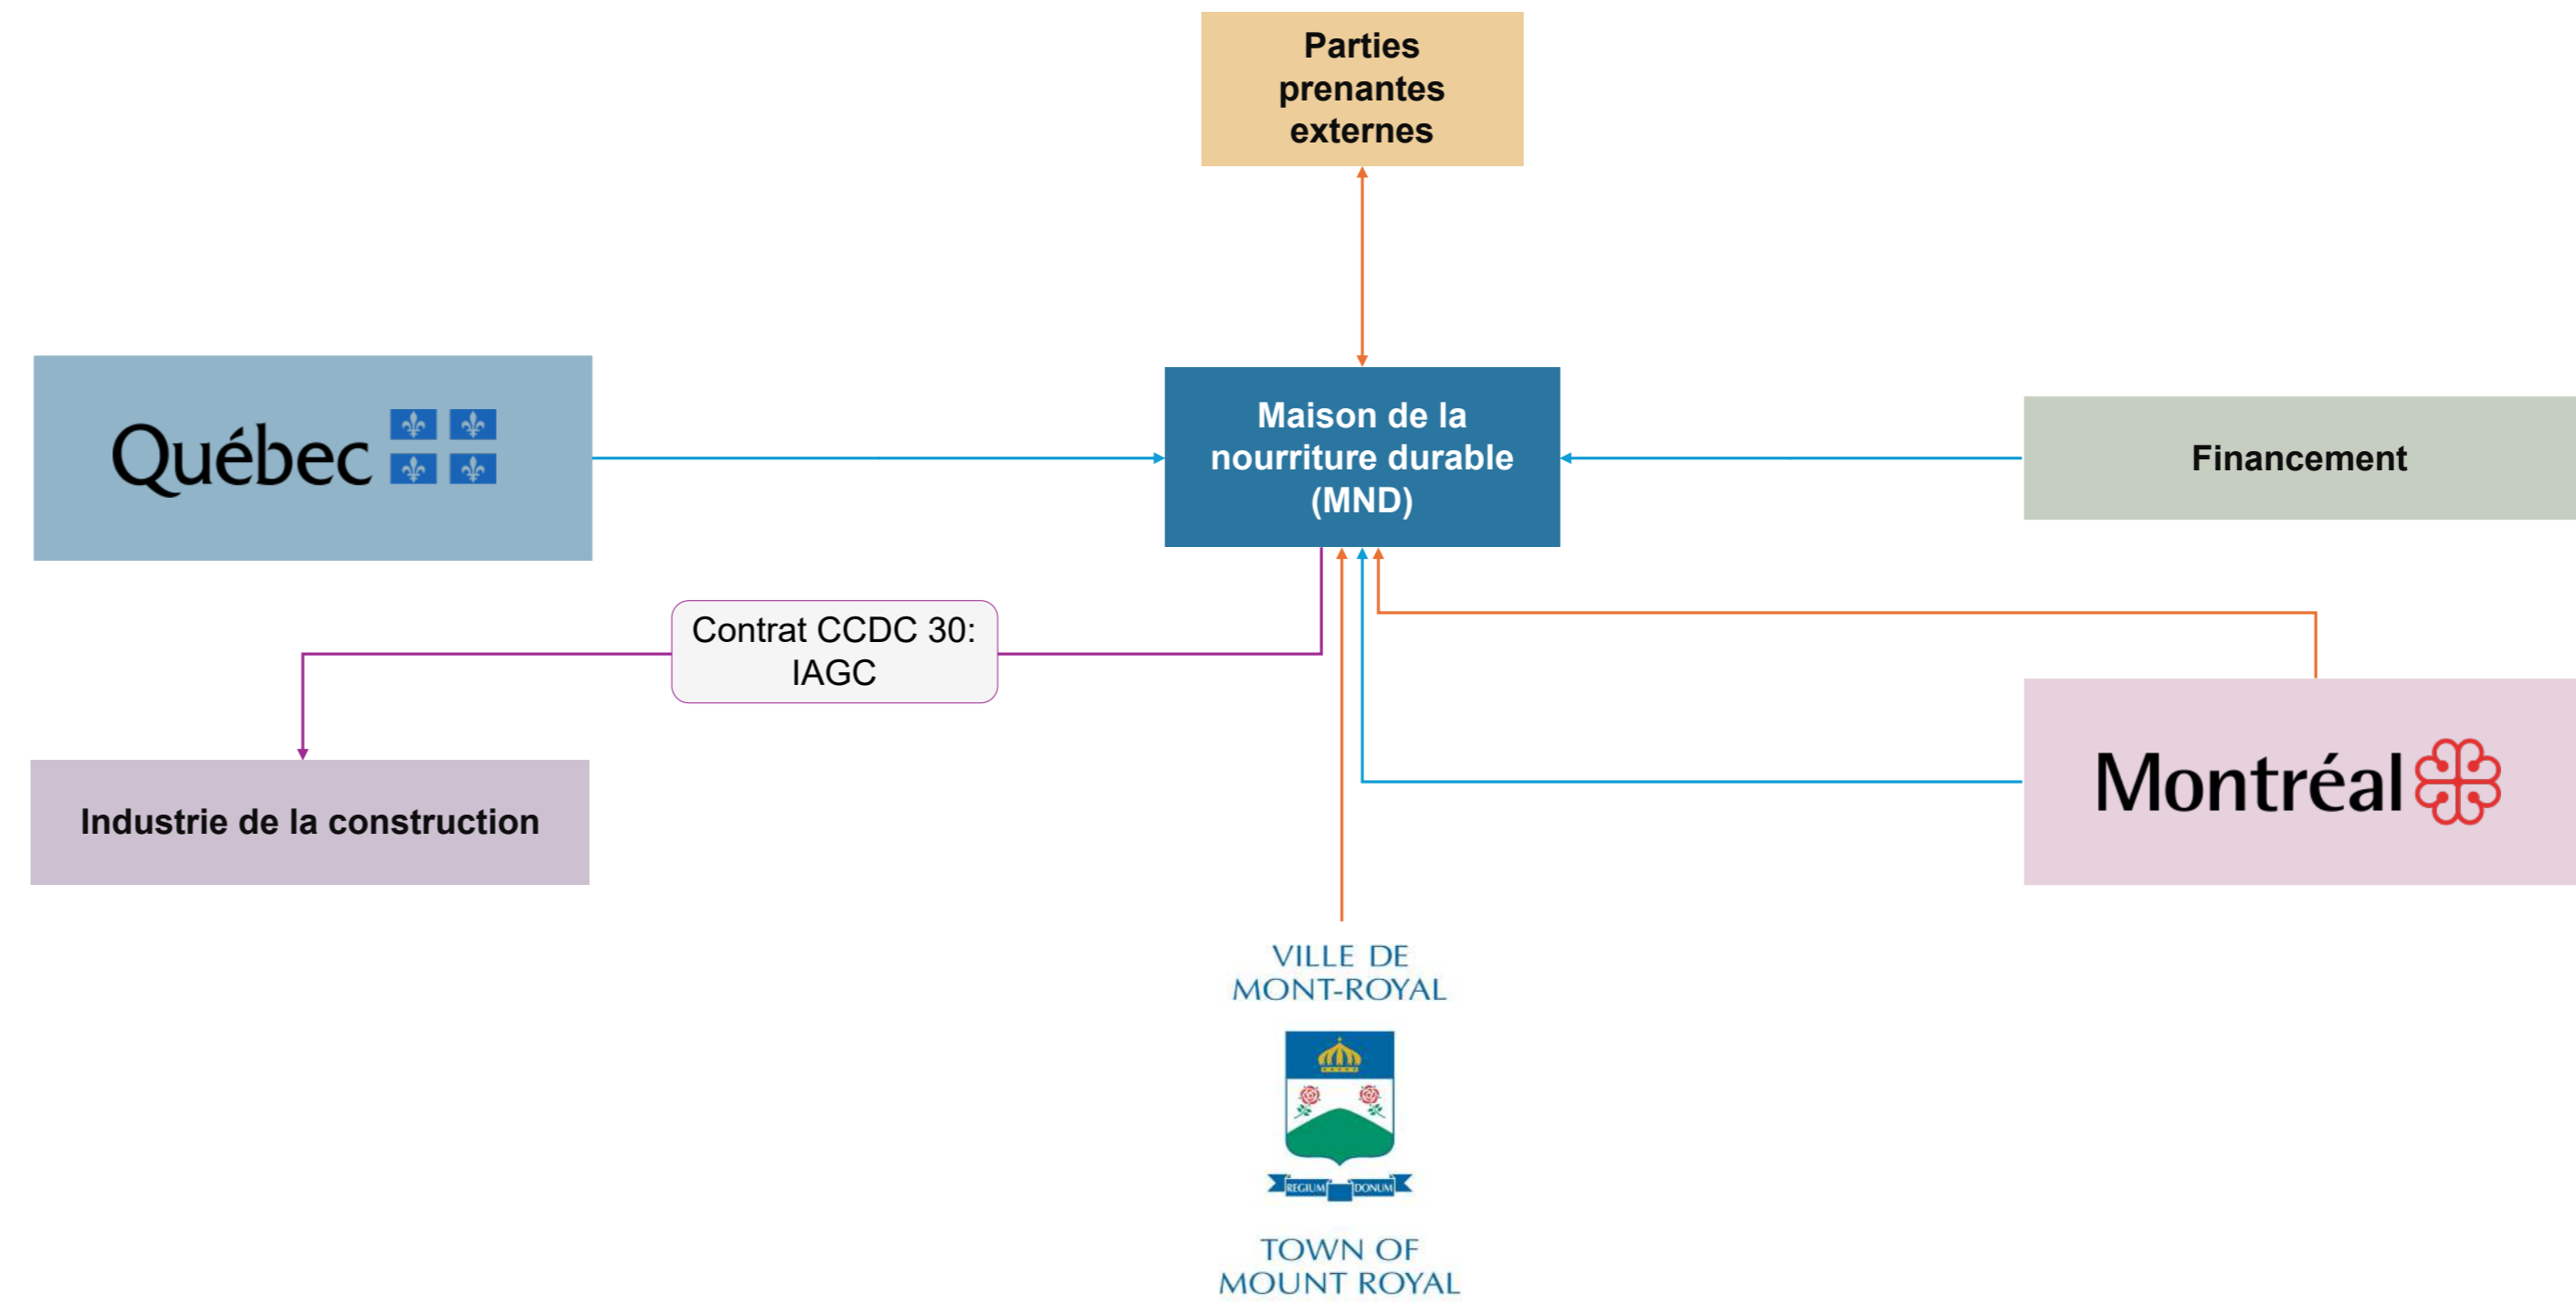 Parties
prenantes
externes
Québec
Maison de la
nourriture durable
(MND)
Financement
Contrat CCDC 30:
IAGC
Industrie de la construction
Montréal
VILLE DE
MONT-ROYAL
REGIUM DONUM
TOWN OF
MOUNT ROYAL